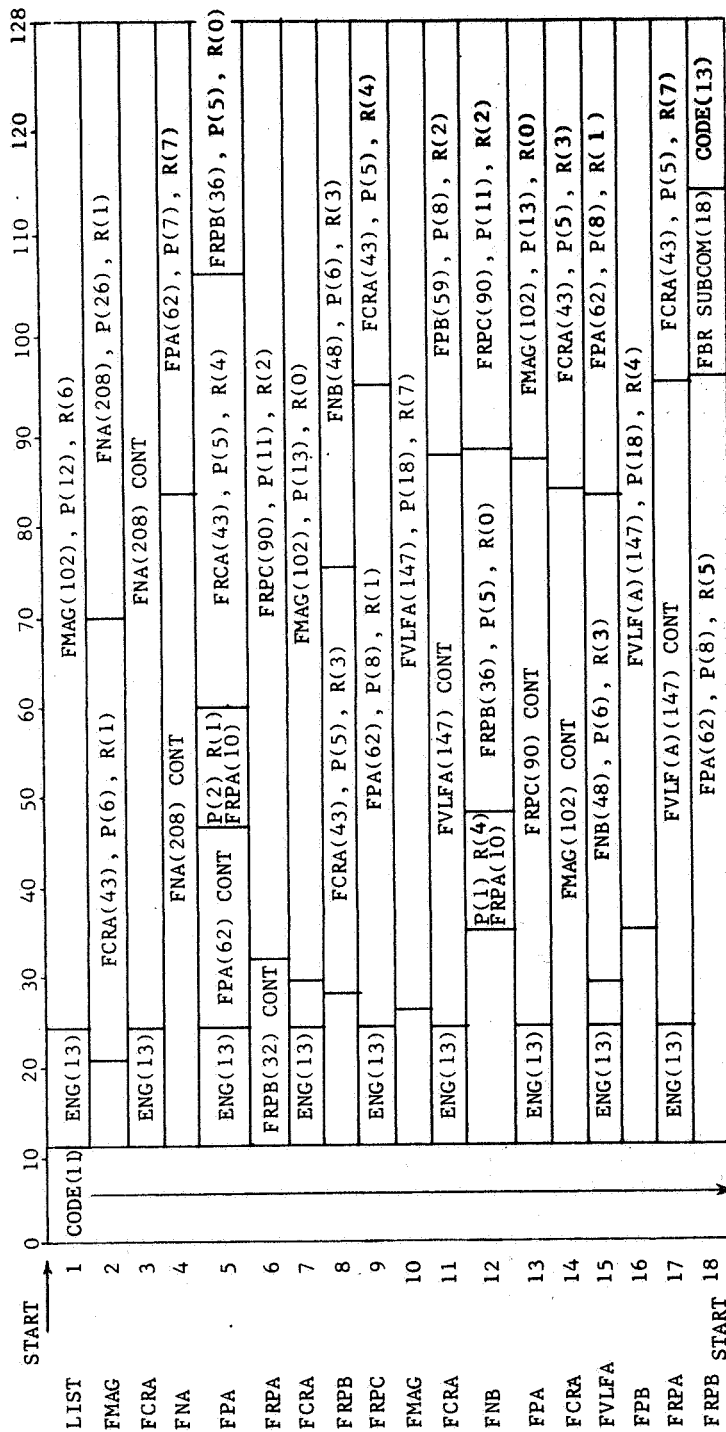 START
0 10 20 30 40 50 60 70 80 90 100 110 120 128
LIST 1 CODE(11) ENG(13) FMAG(102), P(12), R(6)
FMAG 2 FCRA(43), P(6), R(1) FNA(208), P(26), R(1)
FCRA 3 ENG(13) FNA(208) CONT
FNA 4 FNA(208) CONT FPA(62), P(7), R(7)
FPA 5 ENG(13) FPA(62) CONT P(2) R(1) FRPA(10) FRCA(43), P(5), R(4) FRPB(36), P(5), R(0)
FRPA 6 FRPB(32) CONT FRPC(90), P(11), R(2)
FCRA 7 ENG(13) FMAG(102), P(13), R(0)
FRPB 8 FCRA(43), P(5), R(3) FNB(48), P(6), R(3)
FRPC 9 ENG(13) FPA(62), P(8), R(1) FCRA(43), P(5), R(4)
FMAG 10 FVLFA(147), P(18), R(7)
FCRA 11 ENG(13) FVLFA(147) CONT FPB(59), P(8), R(2)
FNB 12 P(1) R(4) FRPA(10) FRPB(36), P(5), R(0) FRPC(90), P(11), R(2)
FPA 13 ENG(13) FRPC(90) CONT FMAG(102), P(13), R(0)
FCRA 14 FMAG(102) CONT FCRA(43), P(5), R(3)
FVLFA 15 ENG(13) FNB(48), P(6), R(3) FPA(62), P(8), R(1)
FPB 16 FVLF(A)(147), P(18), R(4)
FRPA 17 ENG(13) FVLF(A)(147) CONT FCRA(43), P(5), R(7)
FRPB 18 FPA(62), P(8), R(5) FBR SUBCOM(18) CODE(13)
START